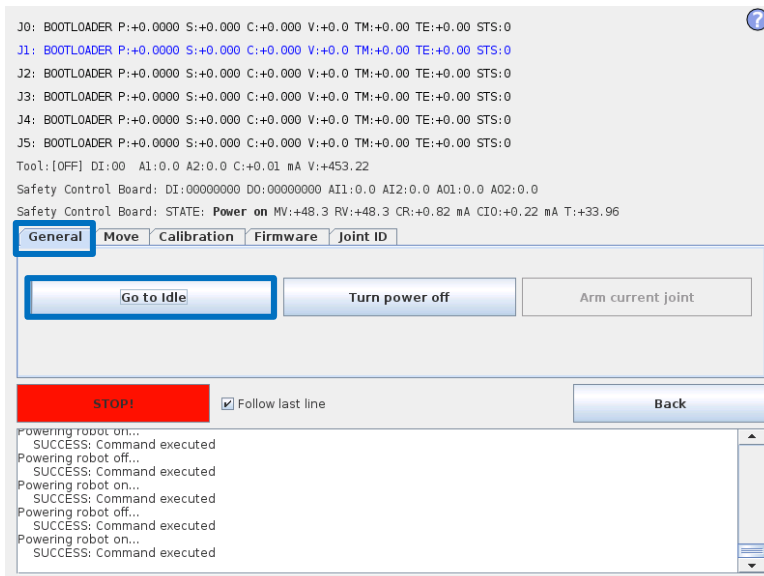 J0: BOOTLOADER P:+0.0000 S:+0.000 C:+0.000 V:+0.0 TM:+0.00 TE:+0.00 STS:0
?
J1: BOOTLOADER P:+0.0000 S:+0.000 C:+0.000 V:+0.0 TM:+0.00 TE:+0.00 STS:0
J2: BOOTLOADER P:+0.0000 S:+0.000 C:+0.000 V:+0.0 TM:+0.00 TE:+0.00 STS:0
J3: BOOTLOADER P:+0.0000 S:+0.000 C:+0.000 V:+0.0 TM:+0.00 TE:+0.00 STS:0
J4: BOOTLOADER P:+0.0000 S:+0.000 C:+0.000 V:+0.0 TM:+0.00 TE:+0.00 STS:0
J5: BOOTLOADER P:+0.0000 S:+0.000 C:+0.000 V:+0.0 TM:+0.00 TE:+0.00 STS:0
Tool:[OFF] DI:00 A1:0.0 A2:0.0 C:+0.01 mA V:+453.22
Safety Control Board: DI:00000000 DO:00000000 AI1:0.0 AI2:0.0 AO1:0.0 AO2:0.0
Safety Control Board: STATE: Power on MV:+48.3 RV:+48.3 CR:+0.82 mA CIO:+0.22 mA T:+33.96
General Move Calibration Firmware Joint ID
Go to Idle Turn power off Arm current joint
STOP! Follow last line Back
Powering robot on...
SUCCESS: Command executed
Powering robot off...
SUCCESS: Command executed
Powering robot on...
SUCCESS: Command executed
Powering robot off...
SUCCESS: Command executed
Powering robot on...
SUCCESS: Command executed